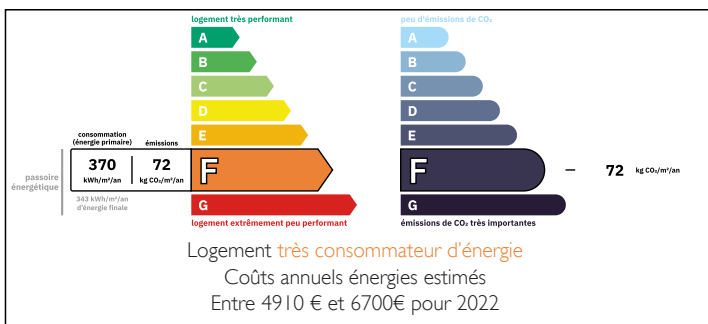 logement très performant
peu d'émissions de CO₂
A
B
C
D
E
F
G
consommation
(énergie primaire)
émissions
370
kWh/m²/an
72
kg CO₂/m²/an
passoire
énergétique
343 kWh/m²/an
d'énergie finale
logement extrêmement peu performant
A
B
C
D
E
F
G
72 kg CO₂/m²/an
émissions de CO₂ très importantes
Logement très consommateur d'énergie
Coûts annuels énergies estimés
Entre 4910 € et 6700€ pour 2022